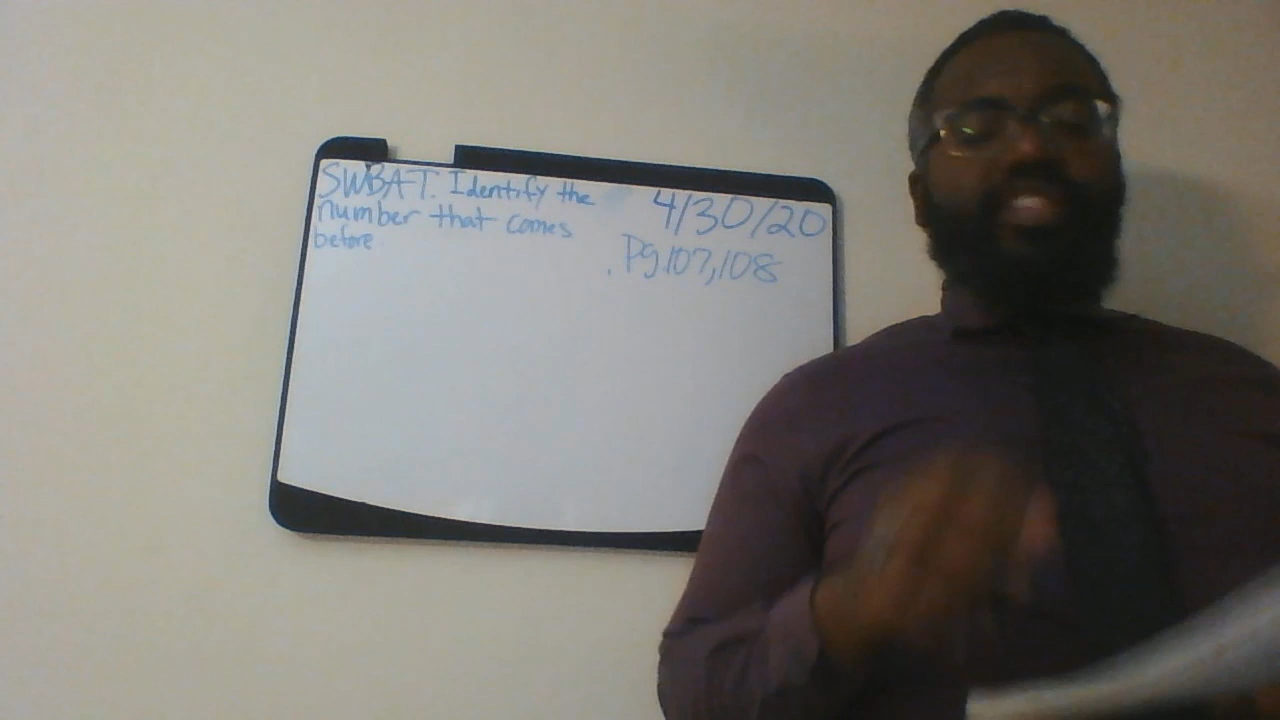 SWBAT. Identify the
number that comes
before
4/30/20
Pg.107,108